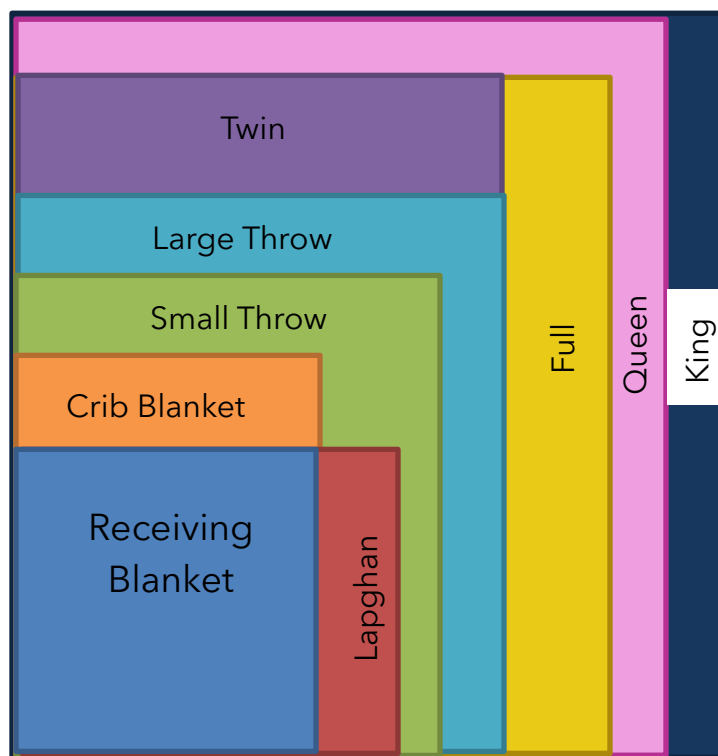 Twin
Large Throw
Small Throw
Crib Blanket
Receiving
Blanket
Lapghan
Full
Queen
King